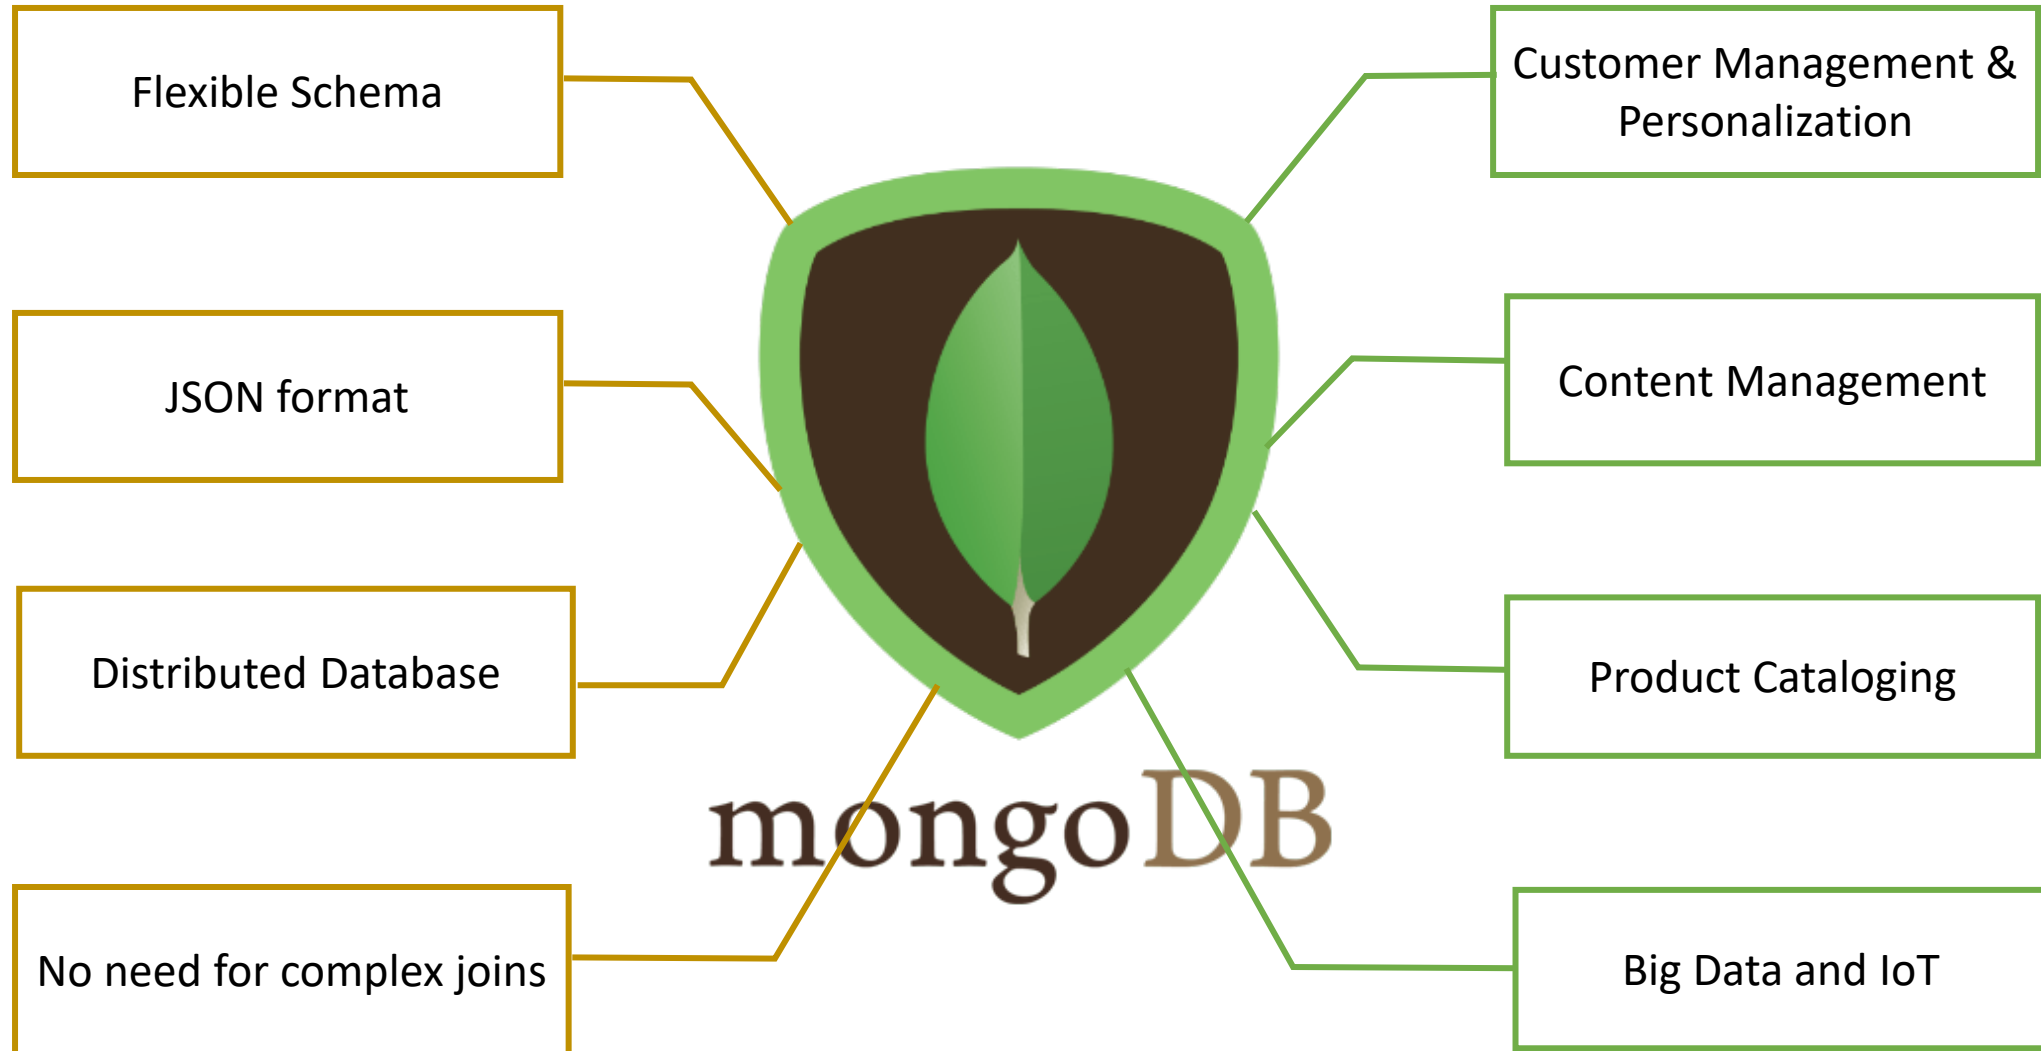 Flexible Schema
JSON format
Distributed Database
No need for complex joins
mongoDB
Customer Management &
Personalization
Content Management
Product Cataloging
Big Data and IoT